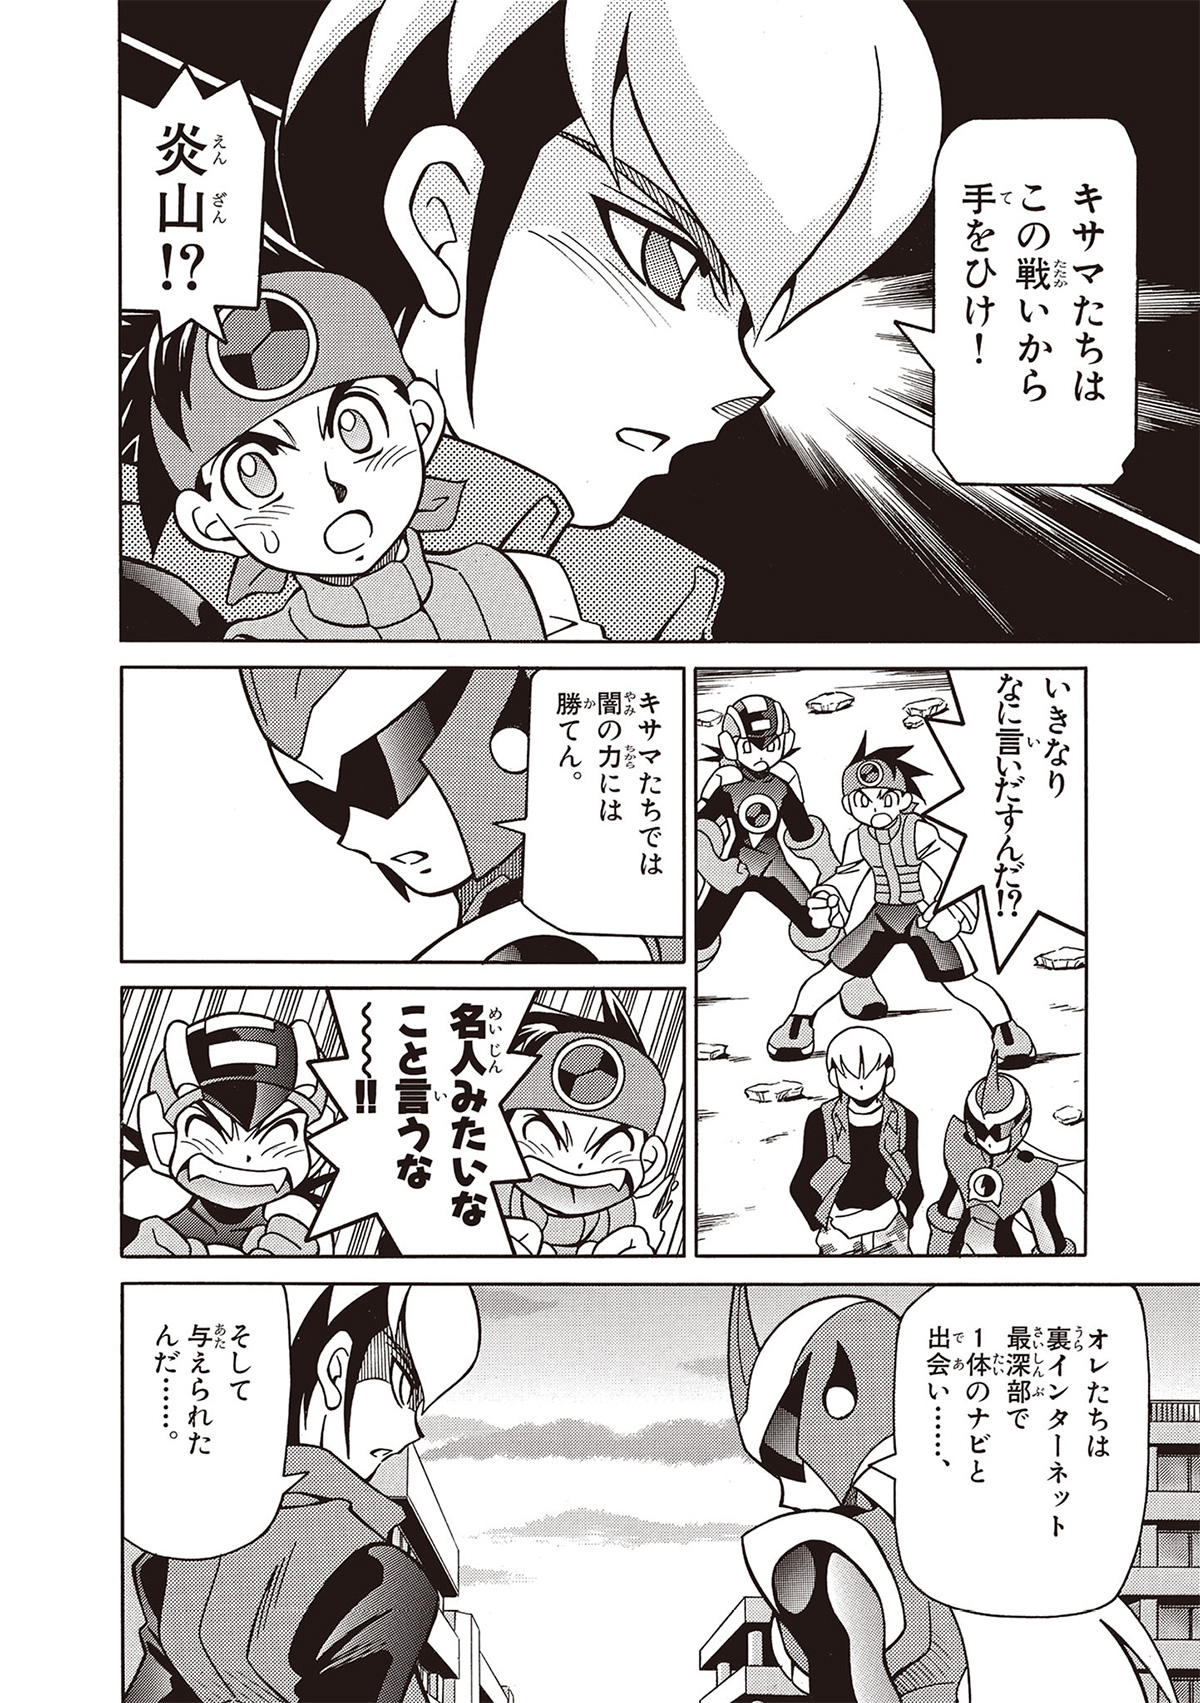 キサマたちは
この戦いから
手をひけ！
炎山!?
いきなり
なに言いだすんだ!?
キサマたちでは
闇の力には
勝てん。
名人みたいな
こと言うな
〜〜!!
オレたちは
裏インターネット
最深部で
1体のナビと
出会い……、
そして
与えられた
んだ……。